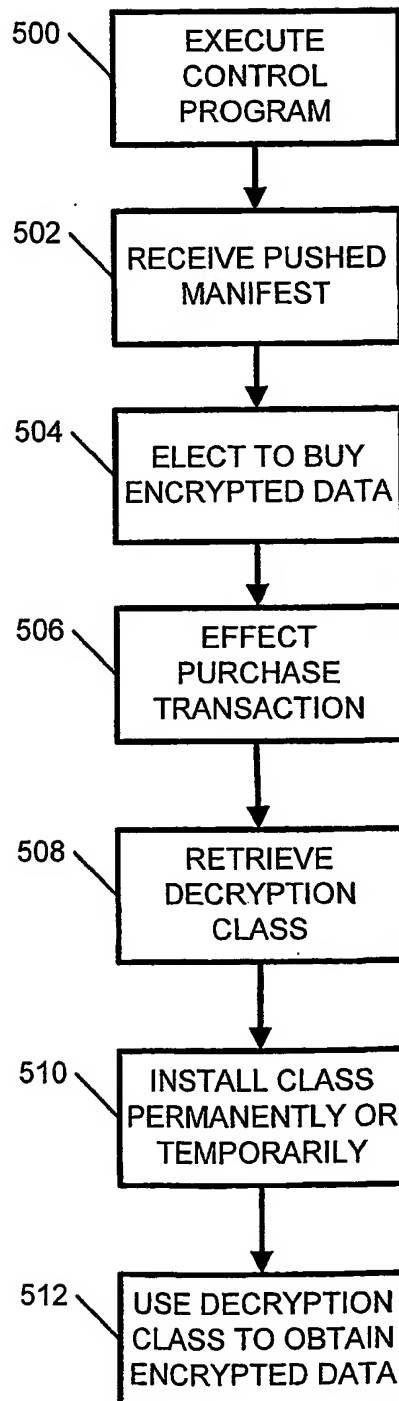 500
EXECUTE
CONTROL
PROGRAM
502
RECEIVE PUSHED
MANIFEST
504
ELECT TO BUY
ENCRYPTED DATA
506
EFFECT
PURCHASE
TRANSACTION
508
RETRIEVE
DECRYPTION
CLASS
510
INSTALL CLASS
PERMANENTLY OR
TEMPORARILY
512
USE DECRYPTION
CLASS TO OBTAIN
ENCRYPTED DATA